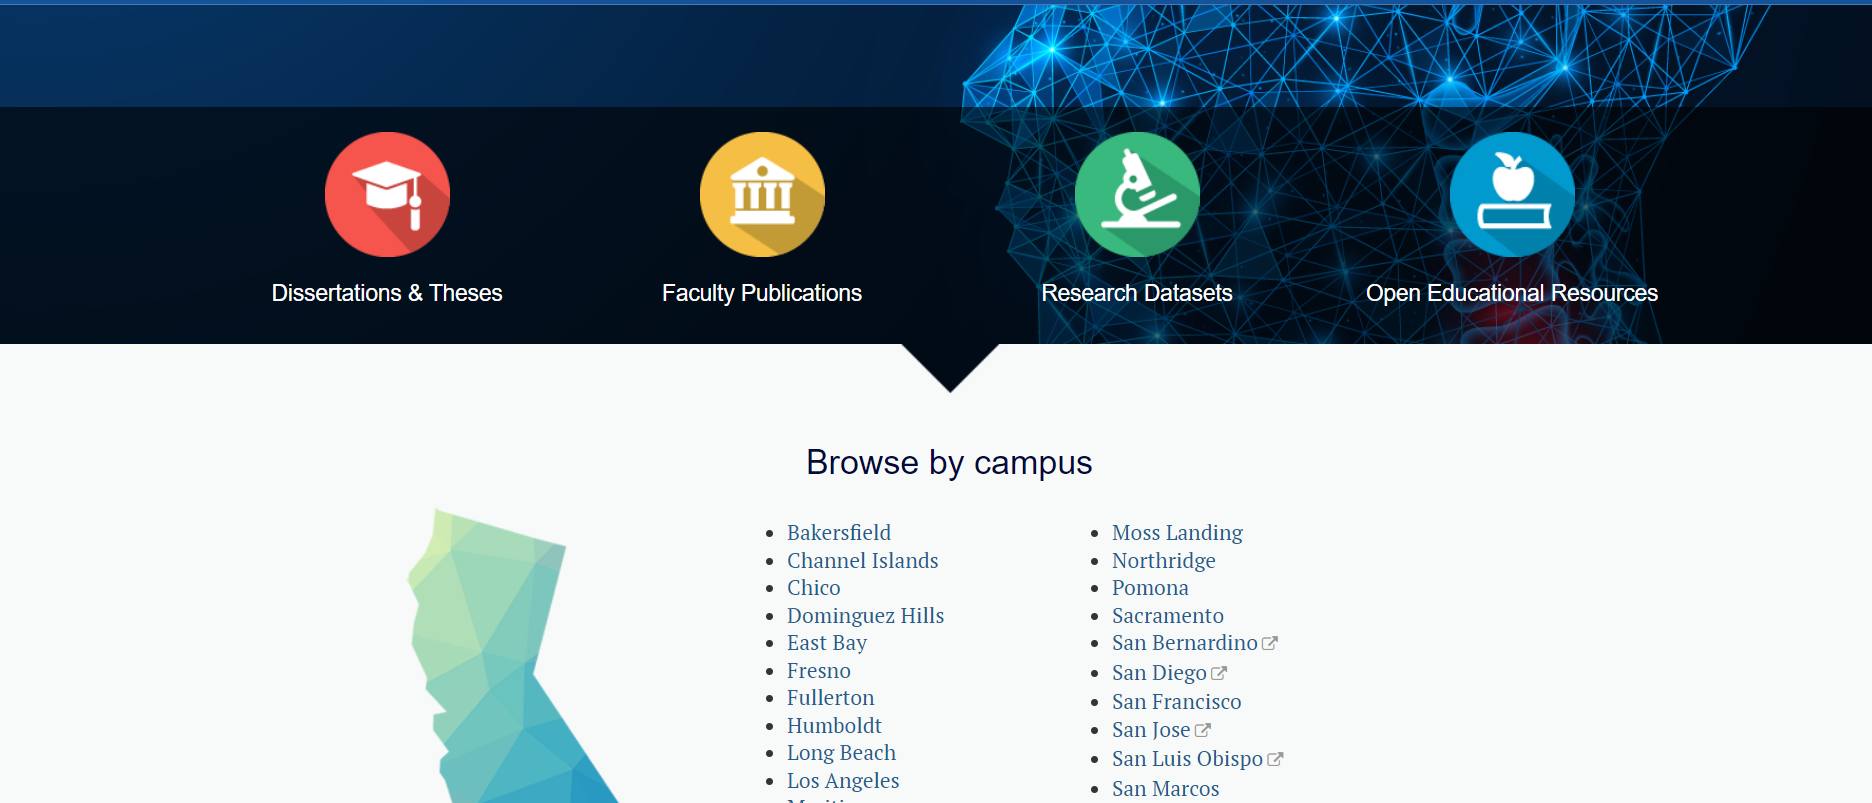 Dissertations & Theses
Faculty Publications
Research Datasets
Open Educational Resources
Browse by campus
Bakersfield
Channel Islands
Chico
Dominguez Hills
East Bay
Fresno
Fullerton
Humboldt
Long Beach
Los Angeles
Moss Landing
Northridge
Pomona
Sacramento
San Bernardino
San Diego
San Francisco
San Jose
San Luis Obispo
San Marcos